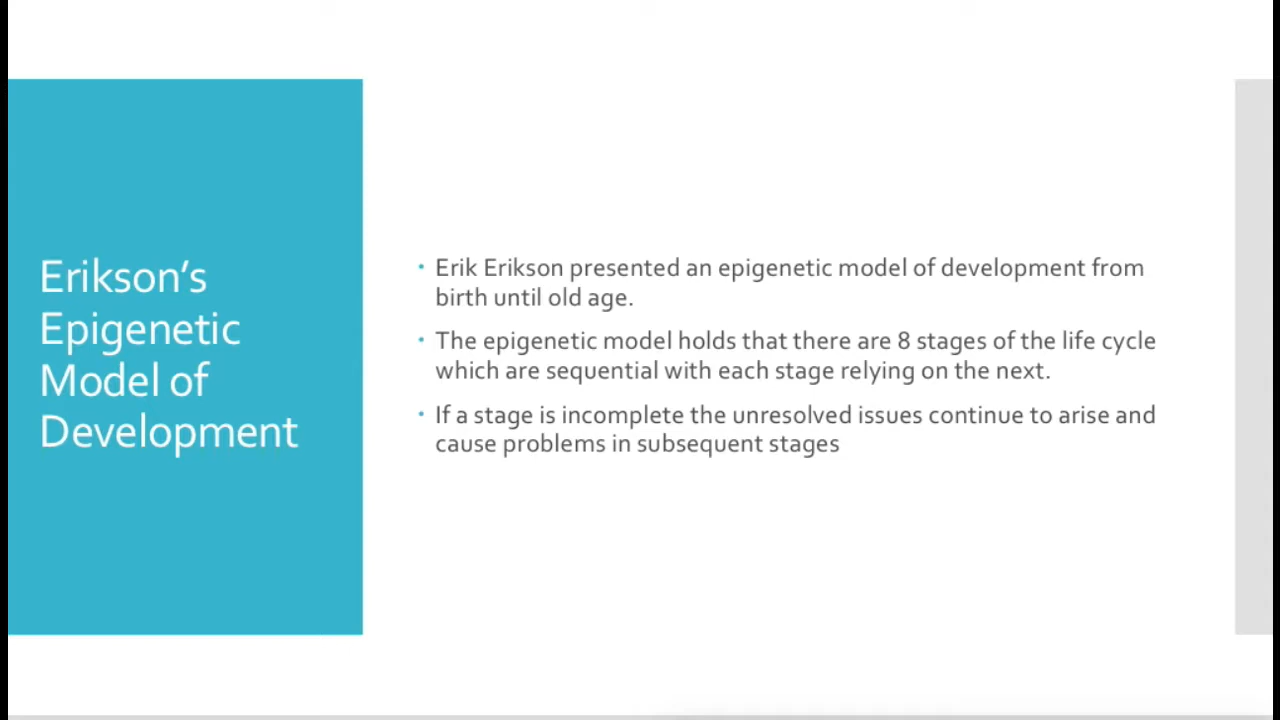 Erikson's
Epigenetic
Model of
Development
• Erik Erikson presented an epigenetic model of development from
birth until old age.
• The epigenetic model holds that there are 8 stages of the life cycle
which are sequential with each stage relying on the next.
• If a stage is incomplete the unresolved issues continue to arise and
cause problems in subsequent stages